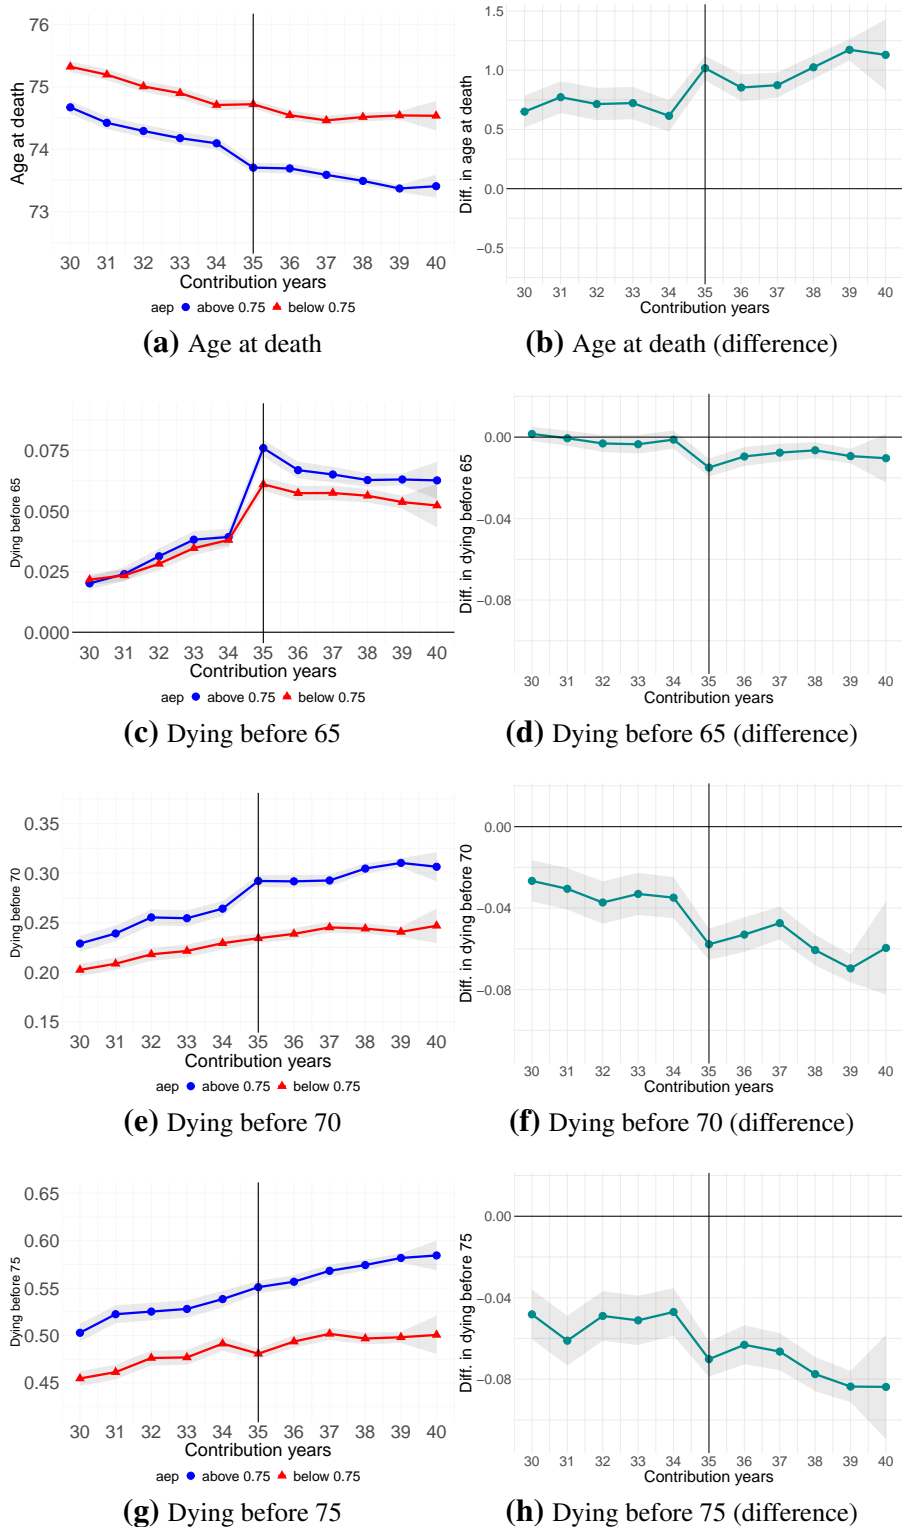 76
75
74
73
Age at death
30 31 32 33 34 35 36 37 38 39 40
Contribution years
aep above 0.75 below 0.75
(a) Age at death
1.5
1.0
0.5
0.0
−0.5
Diff. in age at death
30 31 32 33 34 35 36 37 38 39 40
Contribution years
(b) Age at death (difference)
0.075
0.050
0.025
0.000
Dying before 65
30 31 32 33 34 35 36 37 38 39 40
Contribution years
aep above 0.75 below 0.75
(c) Dying before 65
0.00
−0.04
−0.08
Diff. in dying before 65
30 31 32 33 34 35 36 37 38 39 40
Contribution years
(d) Dying before 65 (difference)
0.35
0.30
0.25
0.20
0.15
Dying before 70
30 31 32 33 34 35 36 37 38 39 40
Contribution years
aep above 0.75 below 0.75
(e) Dying before 70
0.00
−0.04
−0.08
Diff. in dying before 70
30 31 32 33 34 35 36 37 38 39 40
Contribution years
(f) Dying before 70 (difference)
0.65
0.60
0.55
0.50
0.45
Dying before 75
30 31 32 33 34 35 36 37 38 39 40
Contribution years
aep above 0.75 below 0.75
(g) Dying before 75
0.00
−0.04
−0.08
Diff. in dying before 75
30 31 32 33 34 35 36 37 38 39 40
Contribution years
(h) Dying before 75 (difference)